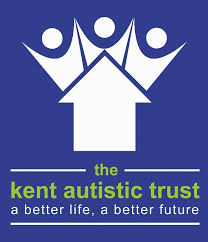 the
kent autistic trust
a better life, a better future